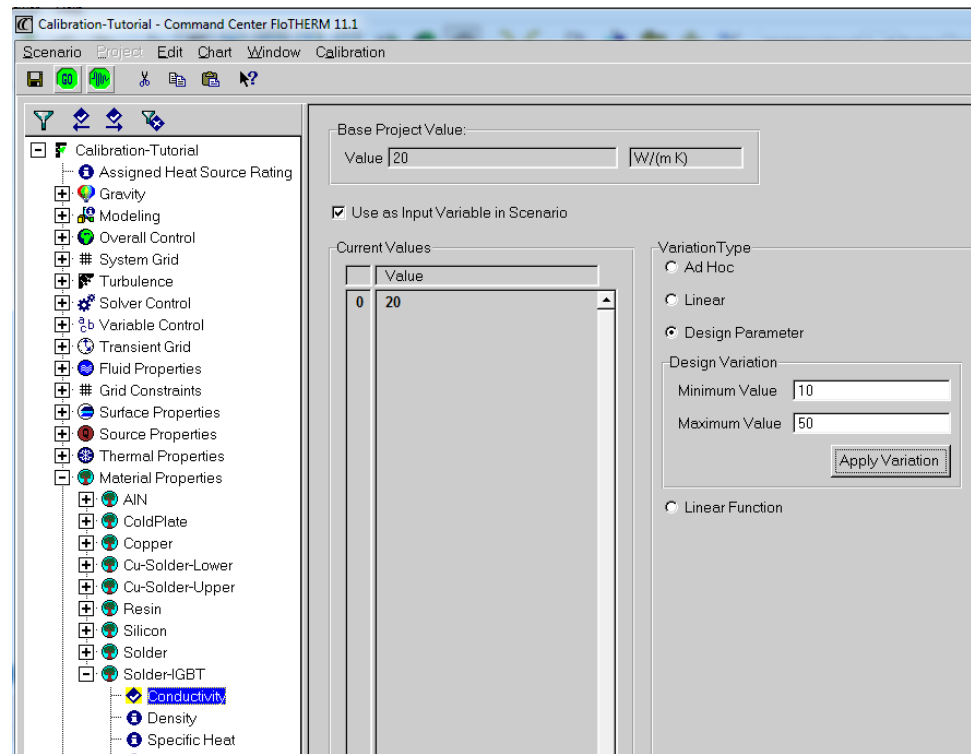 Calibration-Tutorial - Command Center FloTHERM 11.1
Scenario Project Edit Chart Window Calibration
GO
Calibration-Tutorial
Assigned Heat Source Rating
Gravity
Modeling
Overall Control
System Grid
Turbulence
Solver Control
Variable Control
Transient Grid
Fluid Properties
Grid Constraints
Surface Properties
Source Properties
Thermal Properties
Material Properties
AlN
ColdPlate
Copper
Cu-Solder-Lower
Cu-Solder-Upper
Resin
Silicon
Solder
Solder-IGBT
Conductivity
Density
Specific Heat
Base Project Value:
Value 20 W/(m K)
Use as Input Variable in Scenario
Current Values
Value
0 20
VariationType
Ad Hoc
Linear
Design Parameter
Design Variation
Minimum Value 10
Maximum Value 50
Apply Variation
Linear Function